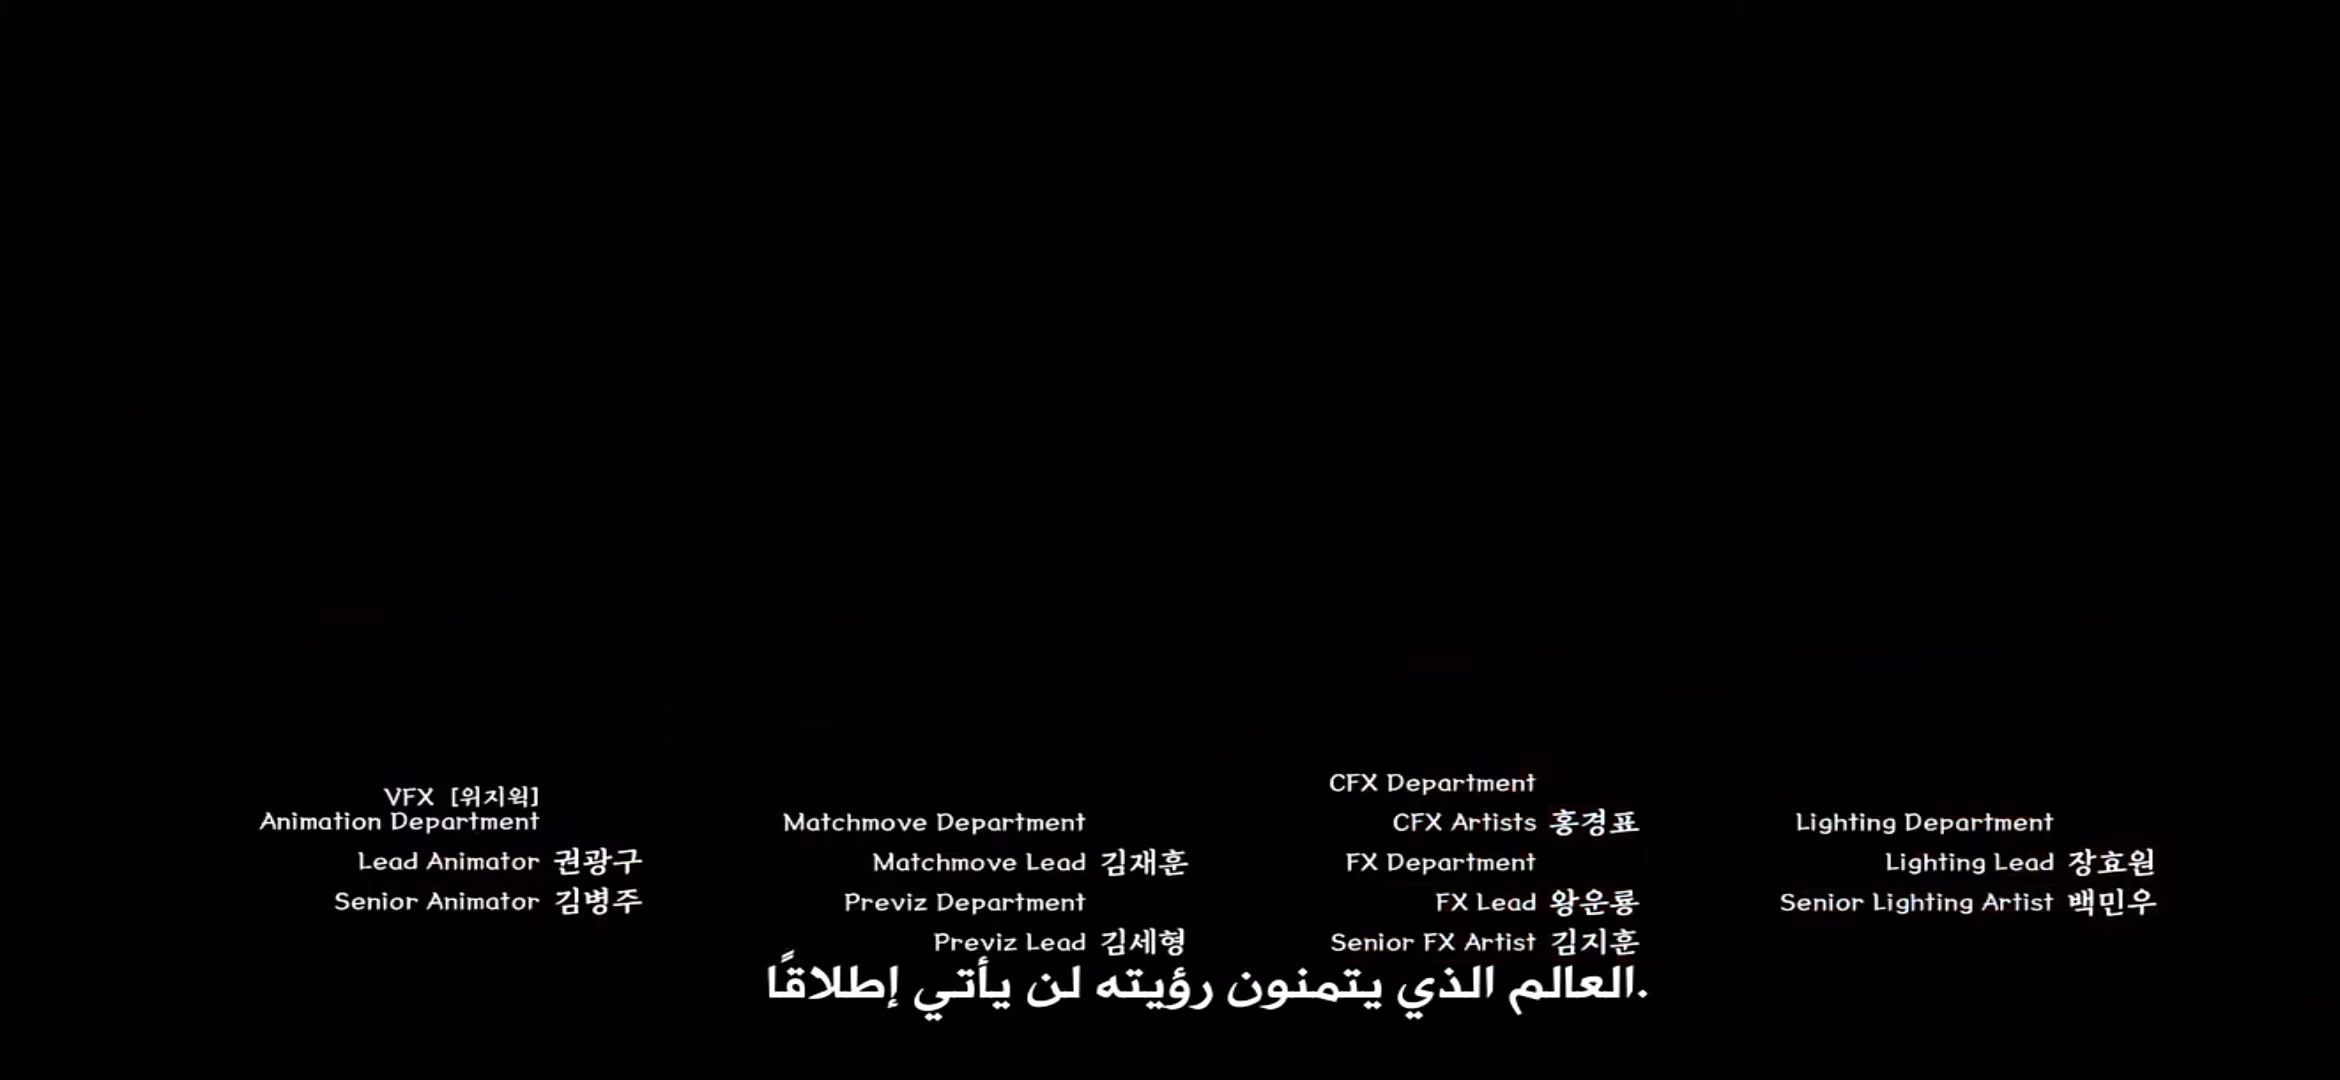 VFX [위지윅]
Animation Department
Lead Animator 권광구
Senior Animator 김병주
Matchmove Department
Matchmove Lead 김재훈
Previz Department
Previz Lead 김세형
CFX Department
CFX Artists 홍경표
FX Department
FX Lead 왕운룡
Senior FX Artist 김지훈
Lighting Department
Lighting Lead 장효원
Senior Lighting Artist 백민우
.العالم الذي يتمنون رؤيته لن يأتي إطلاقًا